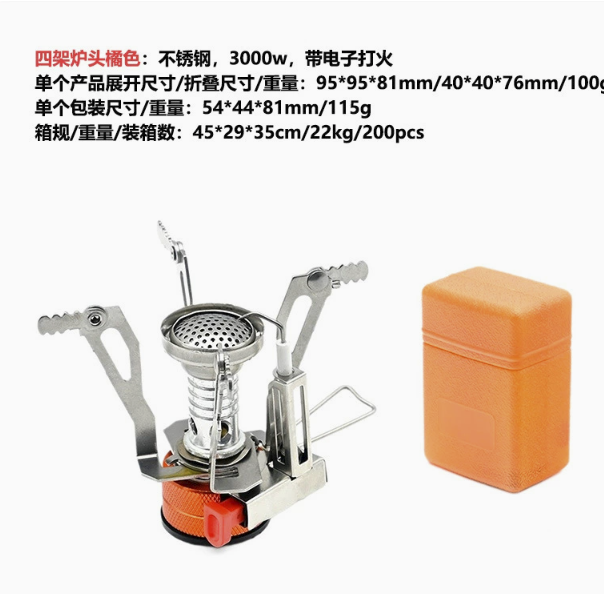 四架炉头橘色：不锈钢，3000w，带电子打火
单个产品展开尺寸/折叠尺寸/重量：95*95*81mm/40*40*76mm/100g
单个包装尺寸/重量：54*44*81mm/115g
箱规/重量/装箱数：45*29*35cm/22kg/200pcs